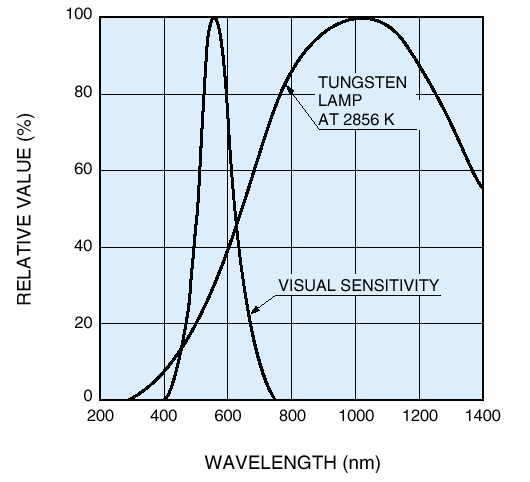 100
80
60
40
20
0
RELATIVE VALUE (%)
TUNGSTEN
LAMP
AT 2856 K
VISUAL SENSITIVITY
200 400 600 800 1000 1200 1400
WAVELENGTH (nm)